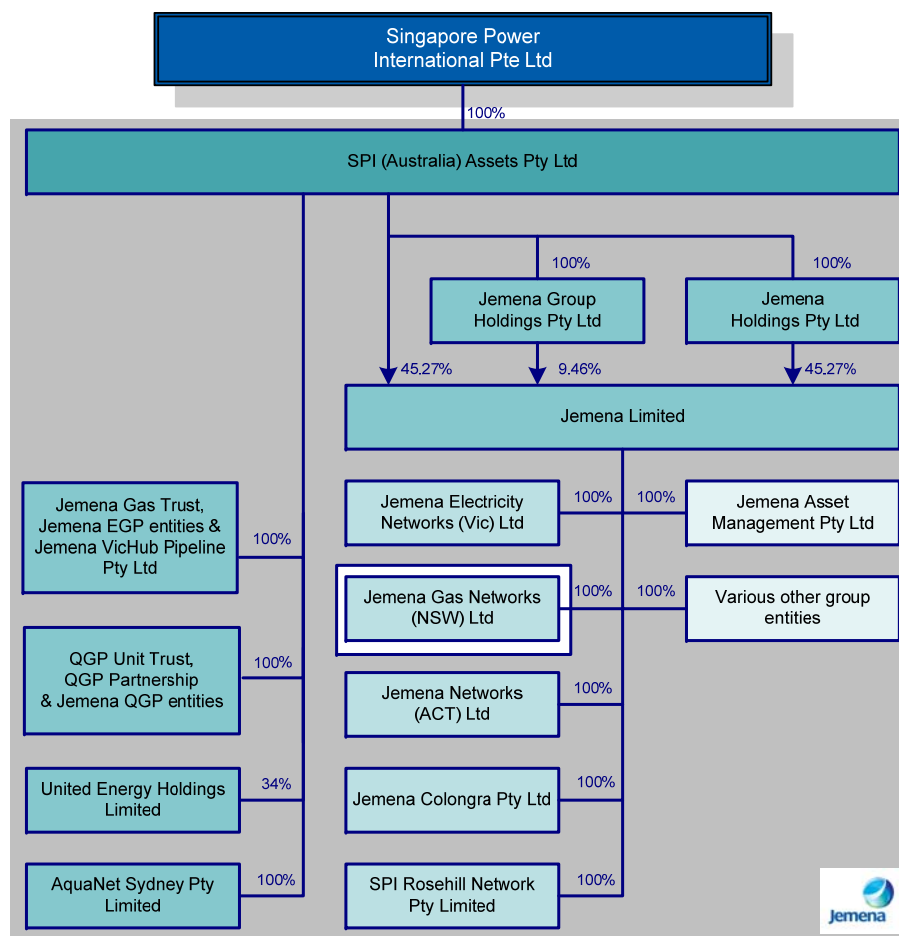 Singapore Power
International Pte Ltd
100%
SPI (Australia) Assets Pty Ltd
100%
100%
Jemena Group
Holdings Pty Ltd
Jemena
Holdings Pty Ltd
45.27%
9.46%
45.27%
Jemena Limited
Jemena Gas Trust,
Jemena EGP entities &
Jemena VicHub Pipeline
Pty Ltd
100%
Jemena Electricity
Networks (Vic) Ltd
100%
100%
Jemena Asset
Management Pty Ltd
Jemena Gas Networks
(NSW) Ltd
100%
100%
Various other group
entities
QGP Unit Trust,
QGP Partnership
& Jemena QGP entities
100%
Jemena Networks
(ACT) Ltd
100%
United Energy Holdings
Limited
34%
Jemena Colongra Pty Ltd
100%
AquaNet Sydney Pty
Limited
100%
SPI Rosehill Network
Pty Limited
100%
Jemena